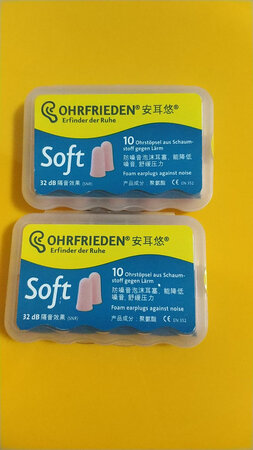 OHRFRIEDEN® 安耳悠®
Erfinder der Ruhe
Soft
10 Ohrstöpsel aus Schaum-
stoff gegen Lärm
防噪音泡沫耳塞，能降低
噪音，舒缓压力
Foam earplugs against noise
32 dB 隔音效果 (SNR)
产品成分：聚氨酯 CE EN 352
OHRFRIEDEN® 安耳悠®
Erfinder der Ruhe
Soft
10 Ohrstöpsel aus Schaum-
stoff gegen Lärm
防噪音泡沫耳塞，能降低
噪音，舒缓压力
Foam earplugs against noise
32 dB 隔音效果 (SNR)
产品成分：聚氨酯 CE EN 352